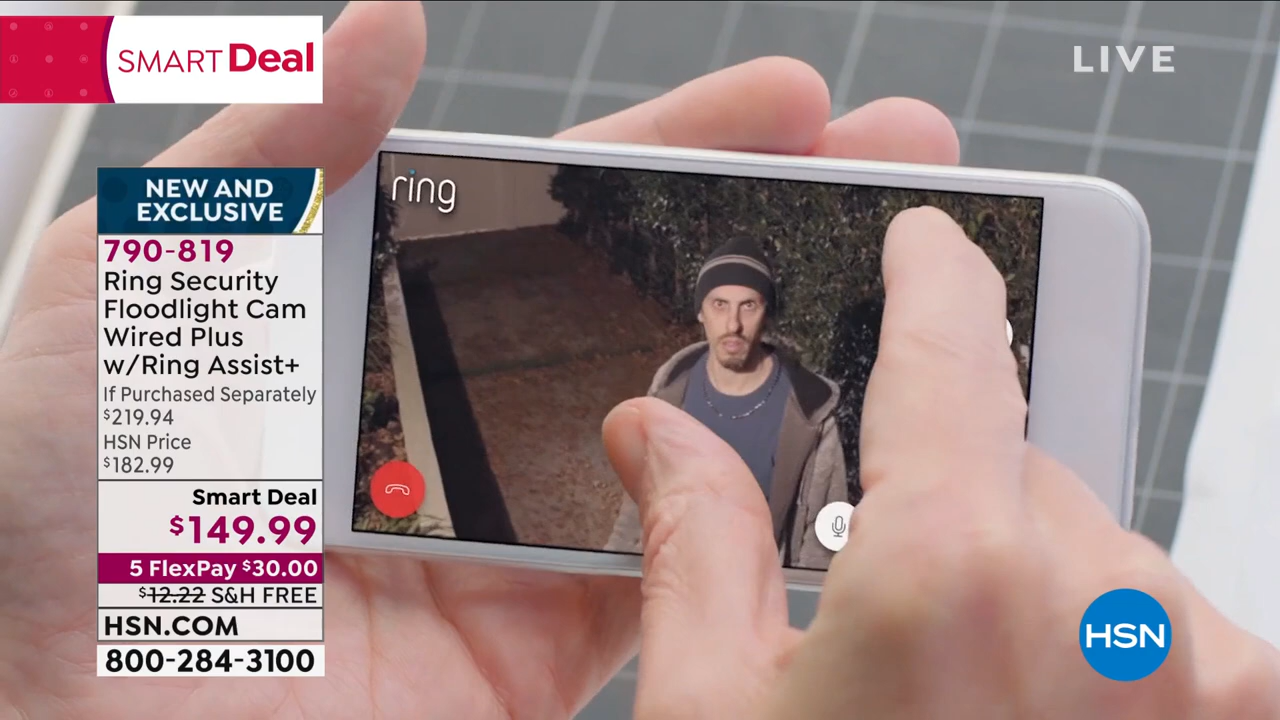 SMART Deal
LIVE
NEW AND
EXCLUSIVE
790-819
Ring Security
Floodlight Cam
Wired Plus
w/Ring Assist+
If Purchased Separately
$219.94
HSN Price
$182.99
Smart Deal
$149.99
5 FlexPay $30.00
$12.22 S&H FREE
HSN.COM
800-284-3100
ring
HSN